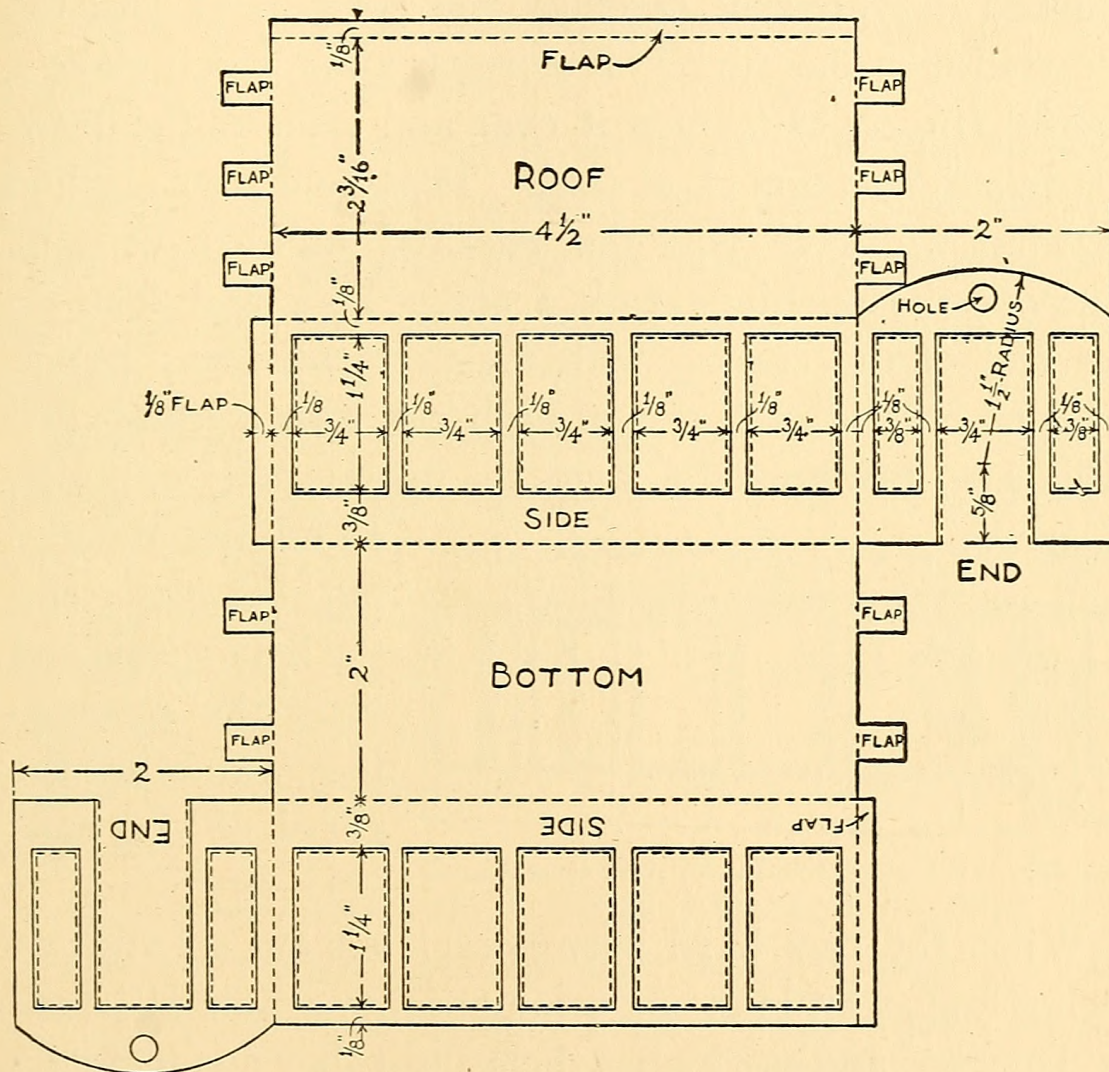 FLAP
1/8"
FLAP FLAP
ROOF
FLAP FLAP
2 3/16"
4 1/2" 2"
FLAP FLAP
1/8"
HOLE
1 1/2" RADIUS
1 1/4"
1/8" FLAP 1/8 1/8" 1/8" 1/8" 1/8" 1/8" 1/8"
3/4" 3/4" 3/4" 3/4" 3/4" 3/8" 3/4" 3/8"
3/8" SIDE 5/8"
END
FLAP FLAP
2" BOTTOM
FLAP FLAP
2
END 3/8" SIDE FLAP
1 1/4"
1/8"